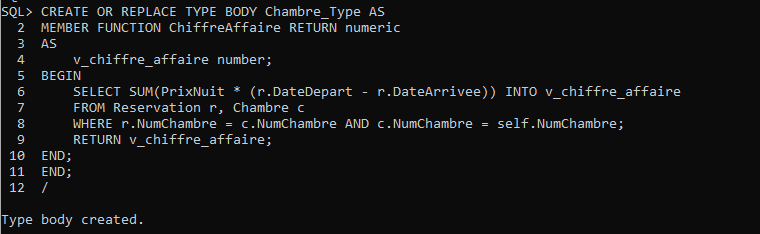 SQL> CREATE OR REPLACE TYPE BODY Chambre_Type AS
  2  MEMBER FUNCTION ChiffreAffaire RETURN numeric
  3  AS
  4      v_chiffre_affaire number;
  5  BEGIN
  6      SELECT SUM(PrixNuit * (r.DateDepart - r.DateArrivee)) INTO v_chiffre_affaire
  7      FROM Reservation r, Chambre c
  8      WHERE r.NumChambre = c.NumChambre AND c.NumChambre = self.NumChambre;
  9      RETURN v_chiffre_affaire;
 10  END;
 11  END;
 12  /
Type body created.